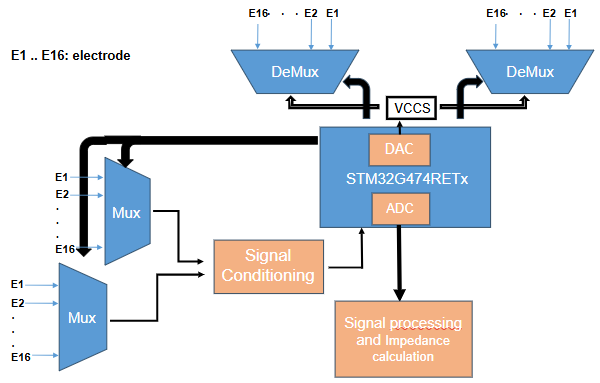 E16 . . . E2 E1
E16 . . . E2 E1
E1 .. E16: electrode
DeMux
DeMux
VCCS
DAC
STM32G474RETx
ADC
E1
E2
.
.
.
E16
Mux
Signal
Conditioning
E1
E2
.
.
.
E16
Mux
Signal processing
and Impedance
calculation